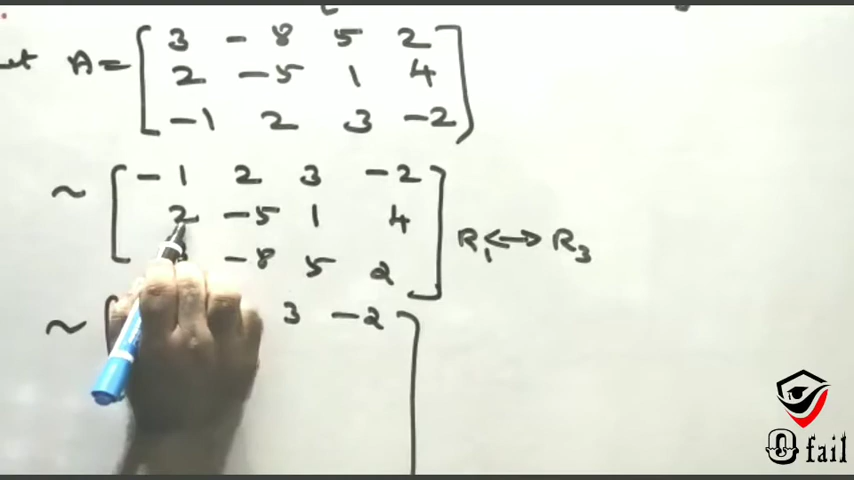 A = [ 3 - 8 5 2
2 - 5 1 4
- 1 2 3 - 2 ]
~ [ - 1 2 3 - 2
2 - 5 1 4
- 8 5 2 ] R₁ ↔ R₃
~ [ 3 - 2 ]
0 fail